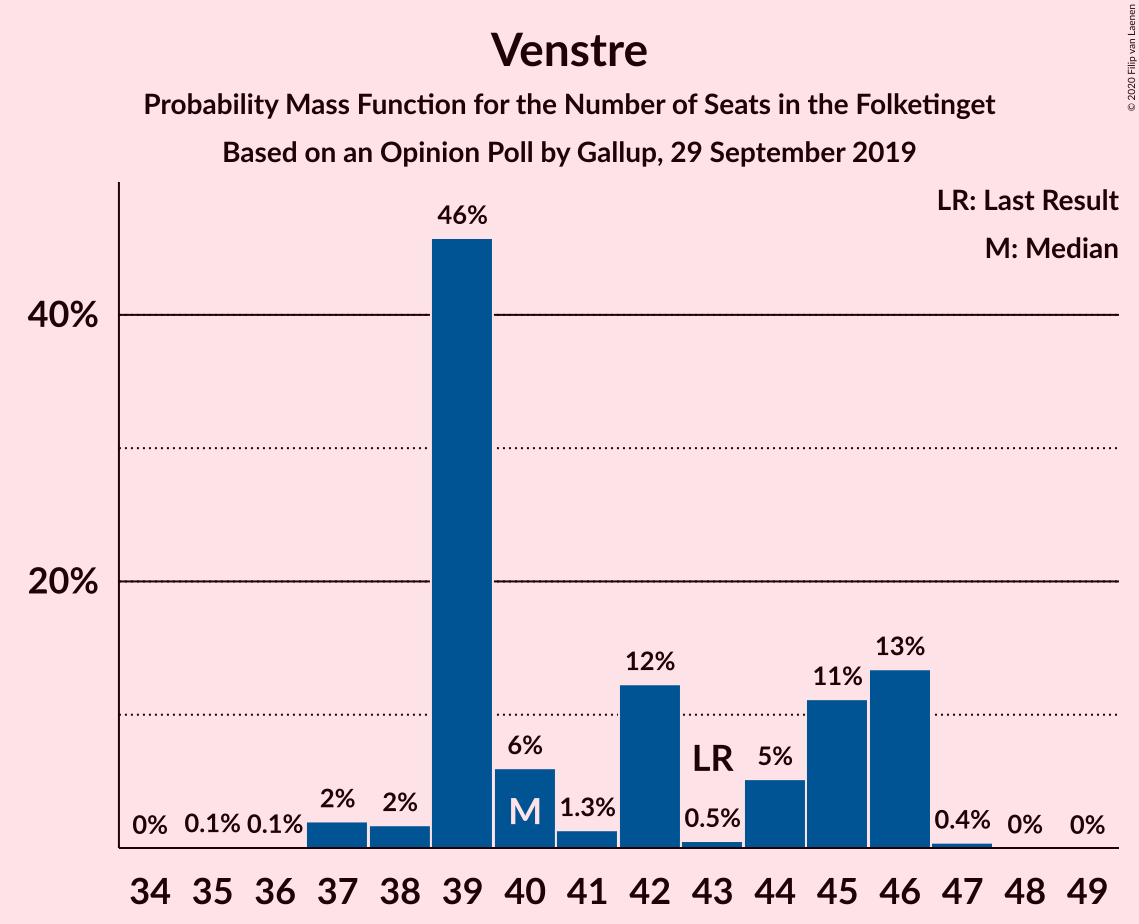 Venstre
Probability Mass Function for the Number of Seats in the Folketinget
Based on an Opinion Poll by Gallup, 29 September 2019
© 2020 Filip van Laenen
LR: Last Result
M: Median
40%
20%
0%
0.1%
0.1%
2%
2%
46%
6%
1.3%
12%
0.5%
5%
11%
13%
0.4%
0%
0%
M
LR
34 35 36 37 38 39 40 41 42 43 44 45 46 47 48 49